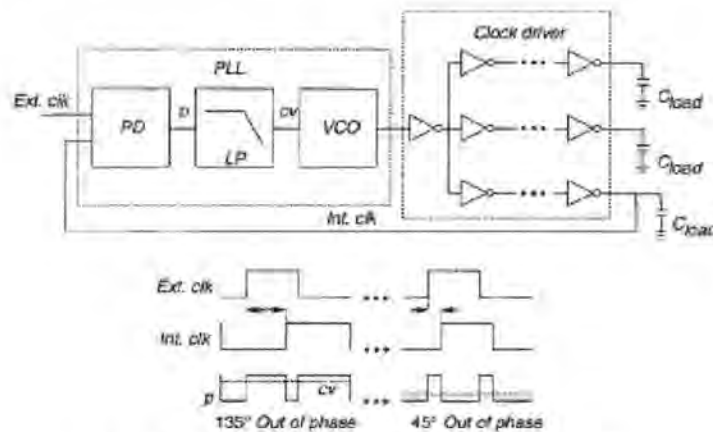 Clock driver
PLL
Ext. clk
PD
p
LP
cv
VCO
Cload
Cload
Cload
Int. clk
Ext. clk
Int. clk
p
cv
135° Out of phase
45° Out of phase